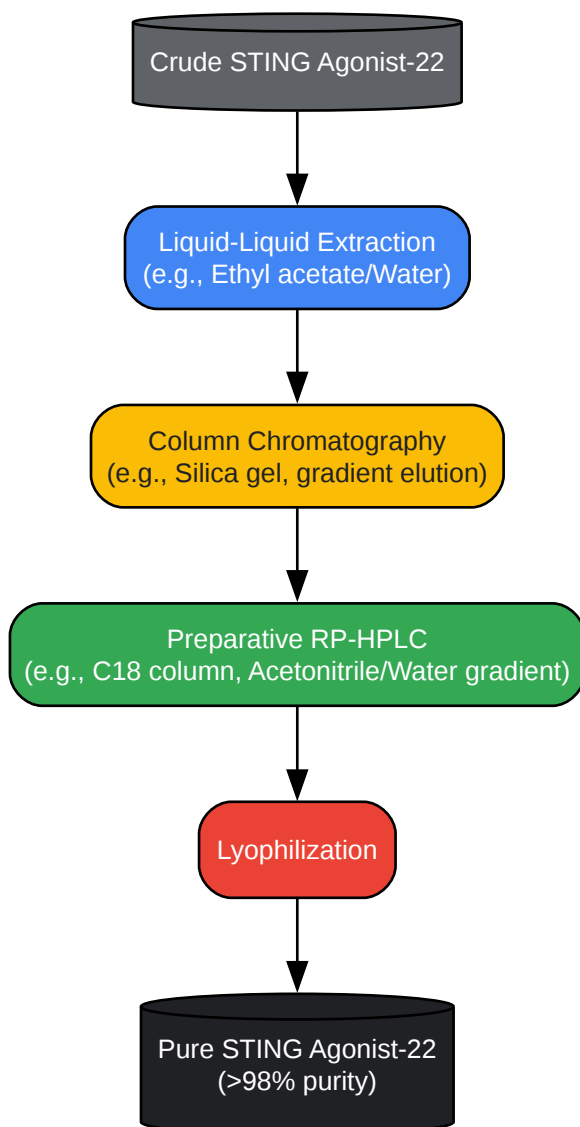 Crude STING Agonist-22
Liquid-Liquid Extraction
(e.g., Ethyl acetate/Water)
Column Chromatography
(e.g., Silica gel, gradient elution)
Preparative RP-HPLC
(e.g., C18 column, Acetonitrile/Water gradient)
Lyophilization
Pure STING Agonist-22
(>98% purity)